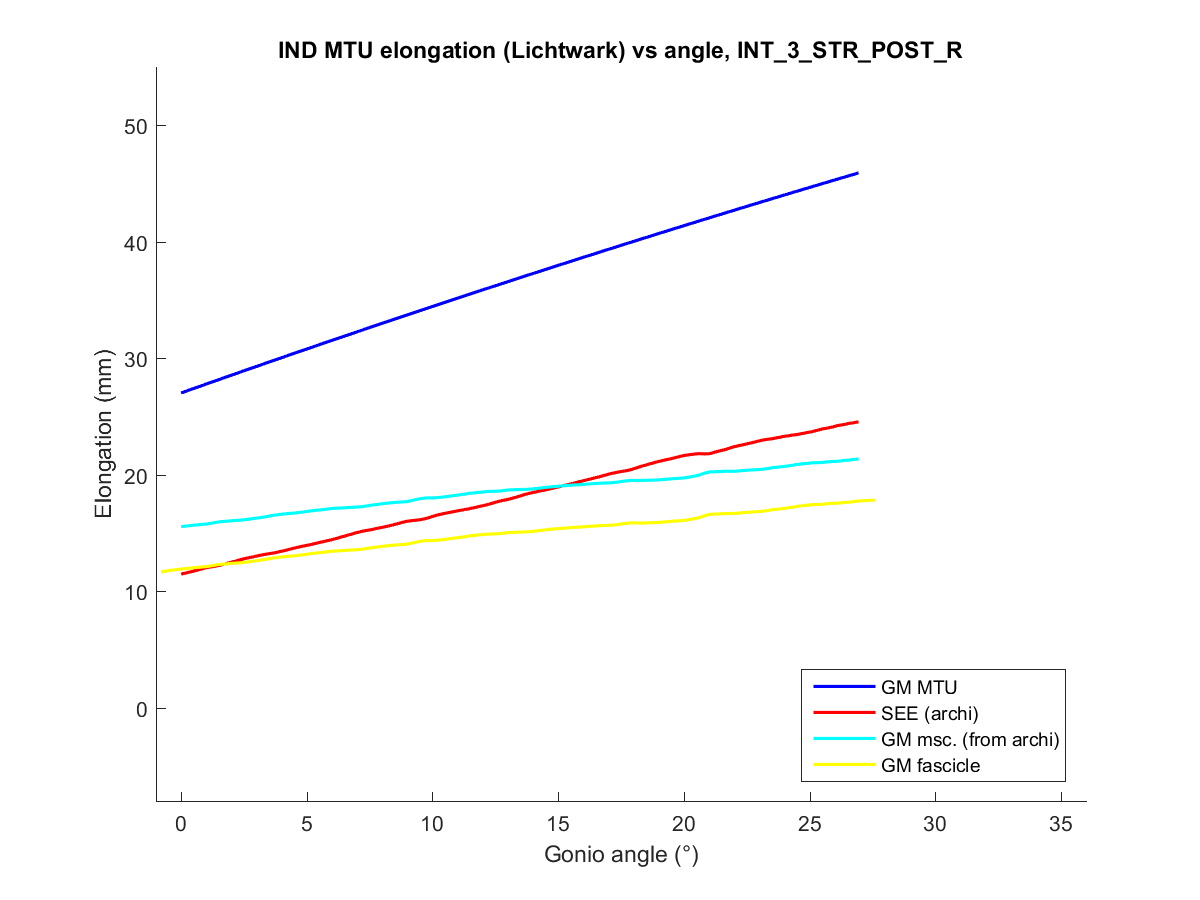 IND MTU elongation (Lichtwark) vs angle, INT_3_STR_POST_R
Elongation (mm)
50
40
30
20
10
0
0 5 10 15 20 25 30 35
Gonio angle (°)
GM MTU
SEE (archi)
GM msc. (from archi)
GM fascicle